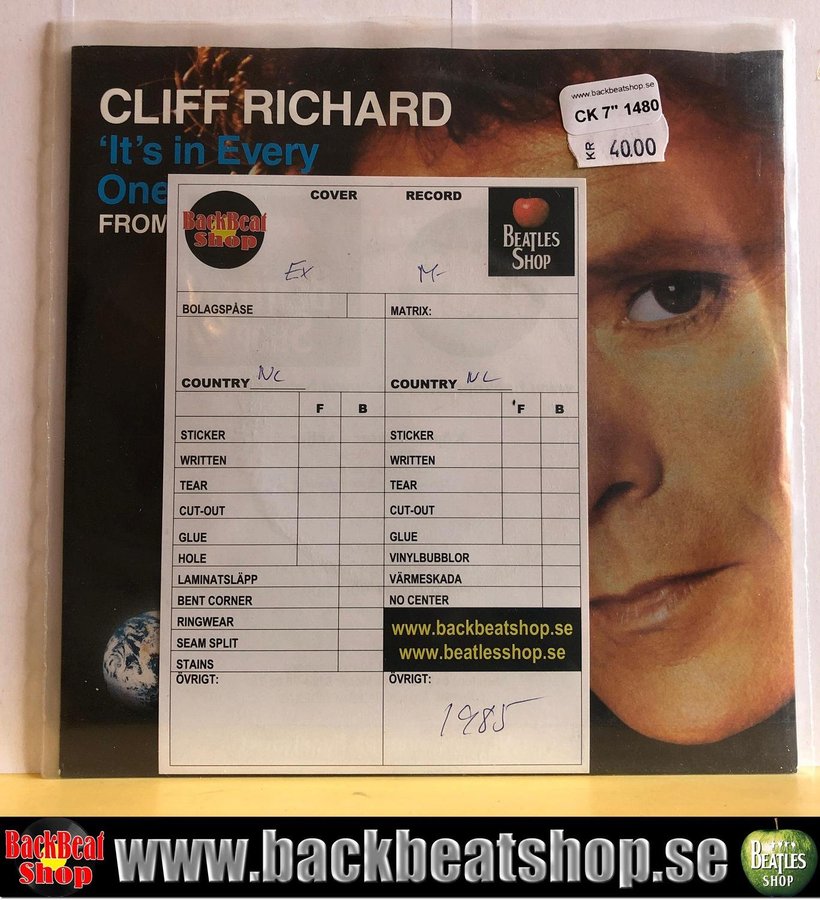 CLIFF RICHARD
'It's in Every
One
FROM
www.backbeatshop.se
CK 7" 1480
KR 40.00
BackBeat
Shop
COVER RECORD
BEATLES
SHOP
Ex M-
BOLAGSPÅSE MATRIX:
COUNTRY NL COUNTRY NL
F B F B
STICKER STICKER
WRITTEN WRITTEN
TEAR TEAR
CUT-OUT CUT-OUT
GLUE GLUE
HOLE VINYLBUBBLOR
LAMINATSLÄPP VÄRMESKADA
BENT CORNER NO CENTER
RINGWEAR
SEAM SPLIT
STAINS
www.backbeatshop.se
www.beatlesshop.se
ÖVRIGT: ÖVRIGT:
1985
BackBeat
Shop
www.backbeatshop.se
BEATLES
SHOP